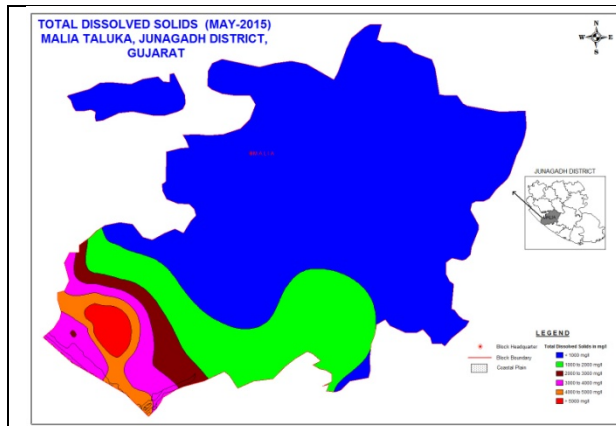 TOTAL DISSOLVED SOLIDS (MAY-2015)
MALIA TALUKA, JUNAGADH DISTRICT,
GUJARAT
N
W E
S
JUNAGADH DISTRICT
LEGEND
Block Headquarter
Block Boundary
Coastal Plain
Total Dissolved Solids in mg/l
< 1000 mg/l
1000 to 2000 mg/l
2000 to 3000 mg/l
3000 to 4000 mg/l
4000 to 5000 mg/l